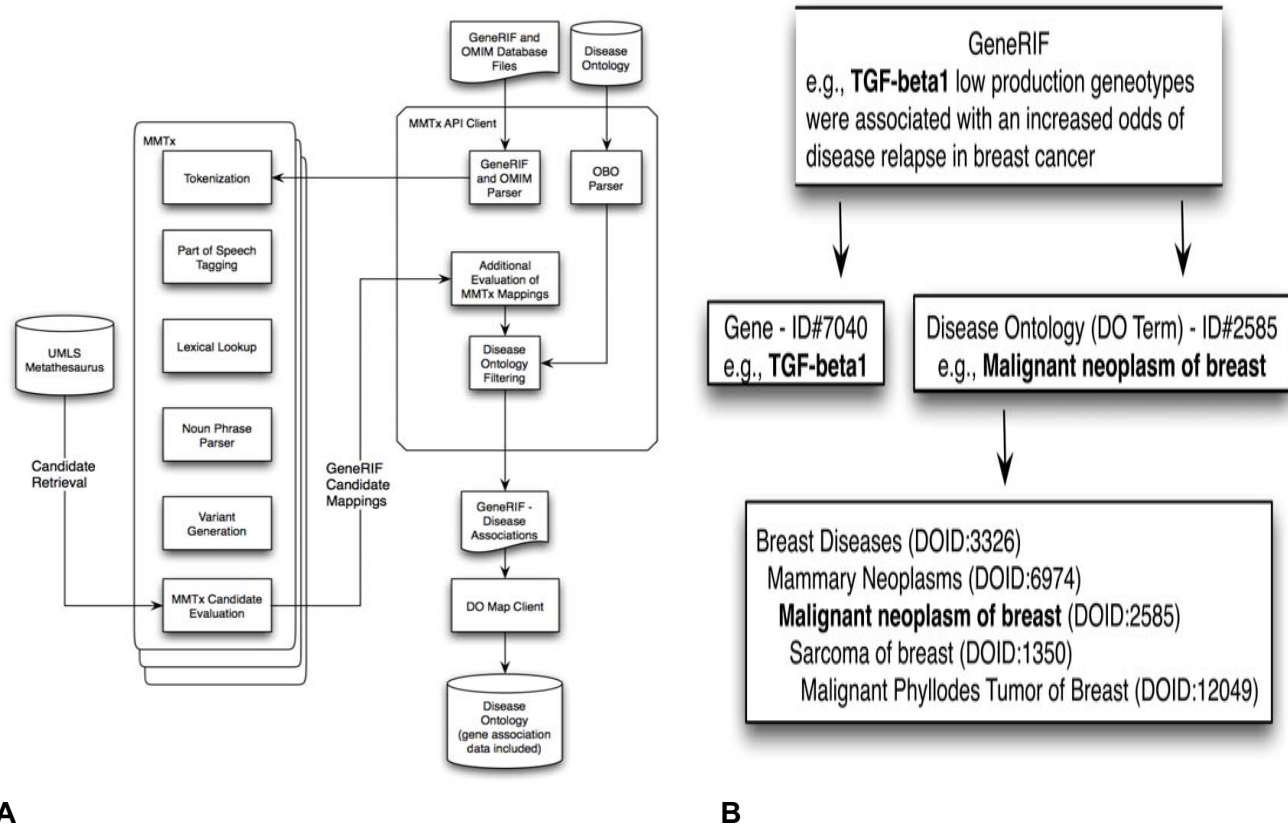 GeneRIF and
OMIM Database
Files
Disease
Ontology
MMTx API Client
GeneRIF
and OMIM
Parser
OBO
Parser
MMTx
Tokenization
Part of Speech
Tagging
Lexical Lookup
Noun Phrase
Parser
Variant
Generation
MMTx Candidate
Evaluation
UMLS
Metathesaurus
Candidate
Retrieval
GeneRIF
Candidate
Mappings
Additional
Evaluation of
MMTx Mappings
Disease
Ontology
Filtering
GeneRIF -
Disease
Associations
DO Map Client
Disease
Ontology
(gene association
data included)
A
GeneRIF
e.g., TGF-beta1 low production geneotypes
were associated with an increased odds of
disease relapse in breast cancer
Gene - ID#7040
e.g., TGF-beta1
Disease Ontology (DO Term) - ID#2585
e.g., Malignant neoplasm of breast
Breast Diseases (DOID:3326)
Mammary Neoplasms (DOID:6974)
Malignant neoplasm of breast (DOID:2585)
Sarcoma of breast (DOID:1350)
Malignant Phyllodes Tumor of Breast (DOID:12049)
B